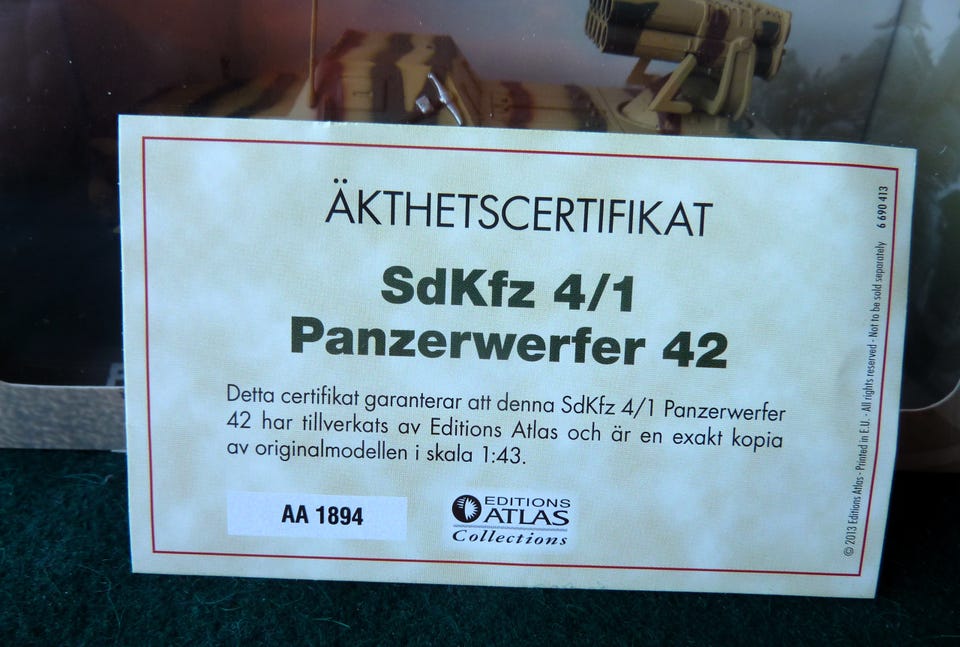 ÄKTHETSCERTIFIKAT
SdKfz 4/1
Panzerwerfer 42
Detta certifikat garanterar att denna SdKfz 4/1 Panzerwerfer
42 har tillverkats av Editions Atlas och är en exakt kopia
av originalmodellen i skala 1:43.
AA 1894
EDITIONS
ATLAS
Collections
© 2013 Editions Atlas - Printed in E.U. - All rights reserved - Not to be sold separately 6 690 413